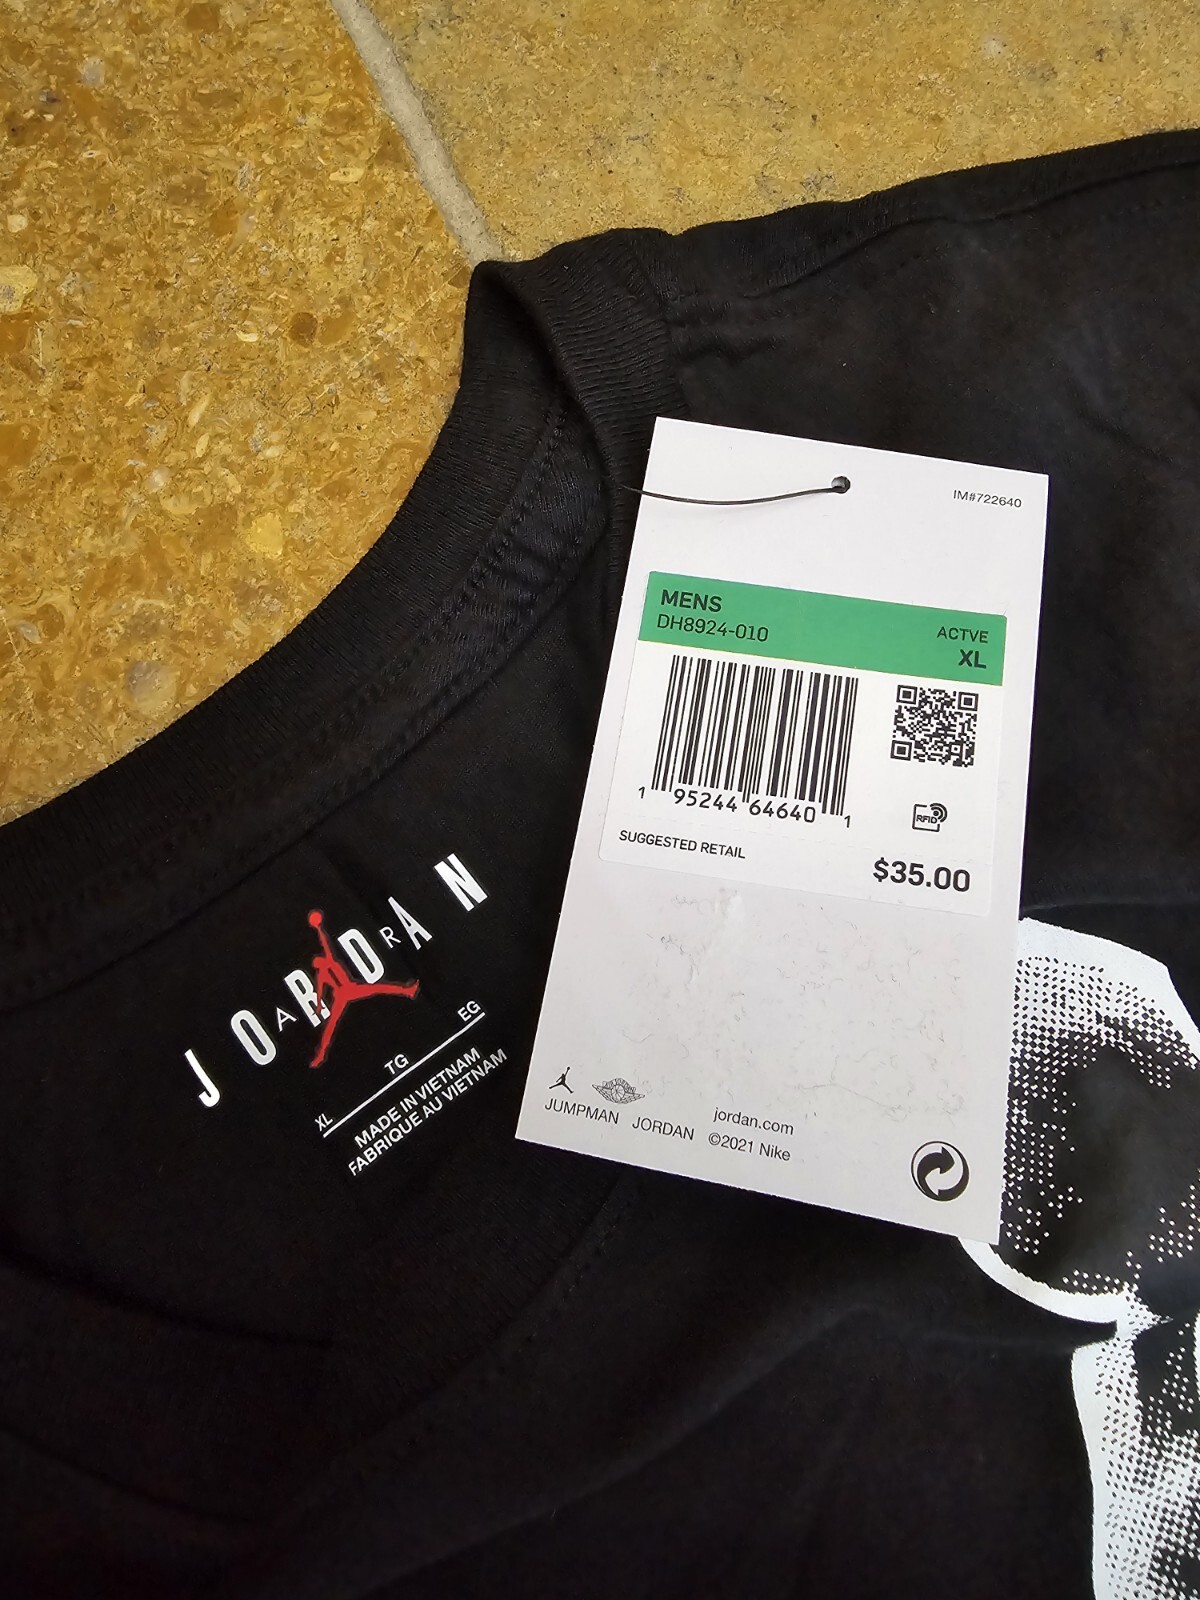 IM#722640
MENS
DH8924-010
ACTVE
XL
1 95244 64640 1
RFID
SUGGESTED RETAIL
$35.00
JUMPMAN JORDAN
jordan.com
©2021 Nike
JORDAN
AIR
XL TG EG
MADE IN VIETNAM
FABRIQUE AU VIETNAM